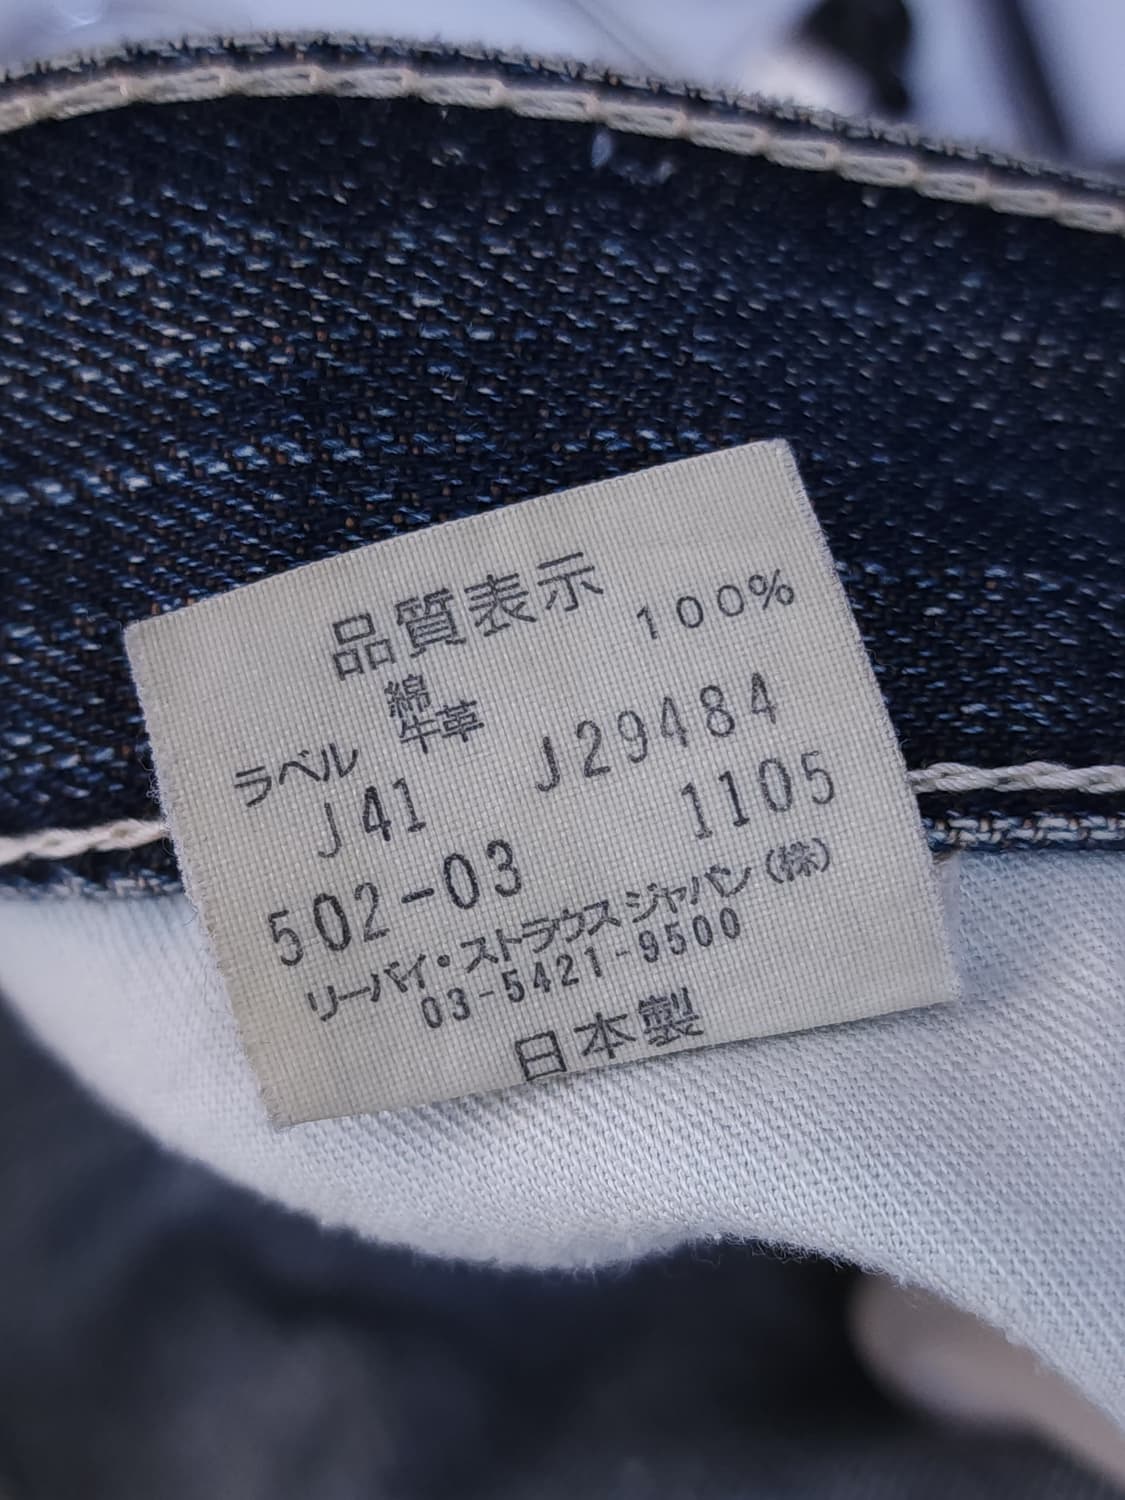 品質表示
綿 100%
ラベル 牛革
J41 J29484
502-03 1105
リーバイ・ストラウス ジャパン(株)
03-5421-9500
日本製